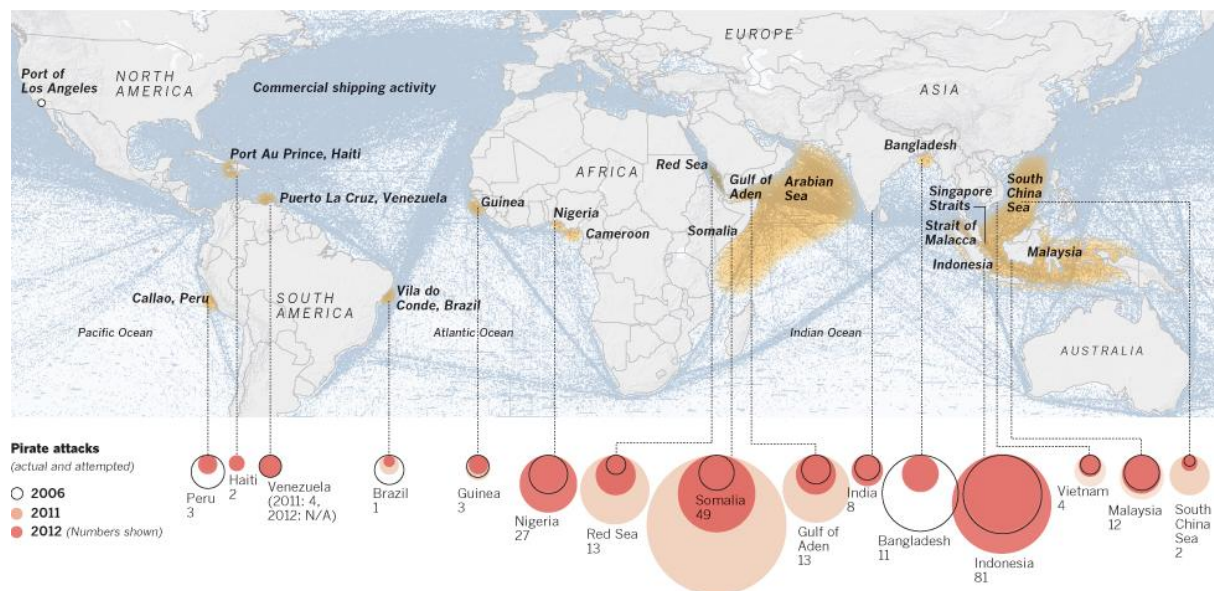 EUROPE
Port of
Los Angeles
NORTH
AMERICA
Commercial shipping activity
ASIA
Port Au Prince, Haiti
Puerto La Cruz, Venezuela
Guinea
AFRICA
Nigeria
Cameroon
Red Sea
Gulf of
Aden
Arabian
Sea
Somalia
Bangladesh
Singapore
Straits
South
China
Sea
Strait of
Malacca
Malaysia
Indonesia
Callao, Peru
SOUTH
AMERICA
Vila do
Conde, Brazil
Pacific Ocean
Atlantic Ocean
Indian Ocean
AUSTRALIA
Pirate attacks
(actual and attempted)
2006
2011
2012 (Numbers shown)
Peru
3
Haiti
2
Venezuela
(2011: 4,
2012: N/A)
Brazil
1
Guinea
3
Nigeria
27
Red Sea
13
Somalia
49
Gulf of
Aden
13
India
8
Bangladesh
11
Indonesia
81
Vietnam
4
Malaysia
12
South
China
Sea
2